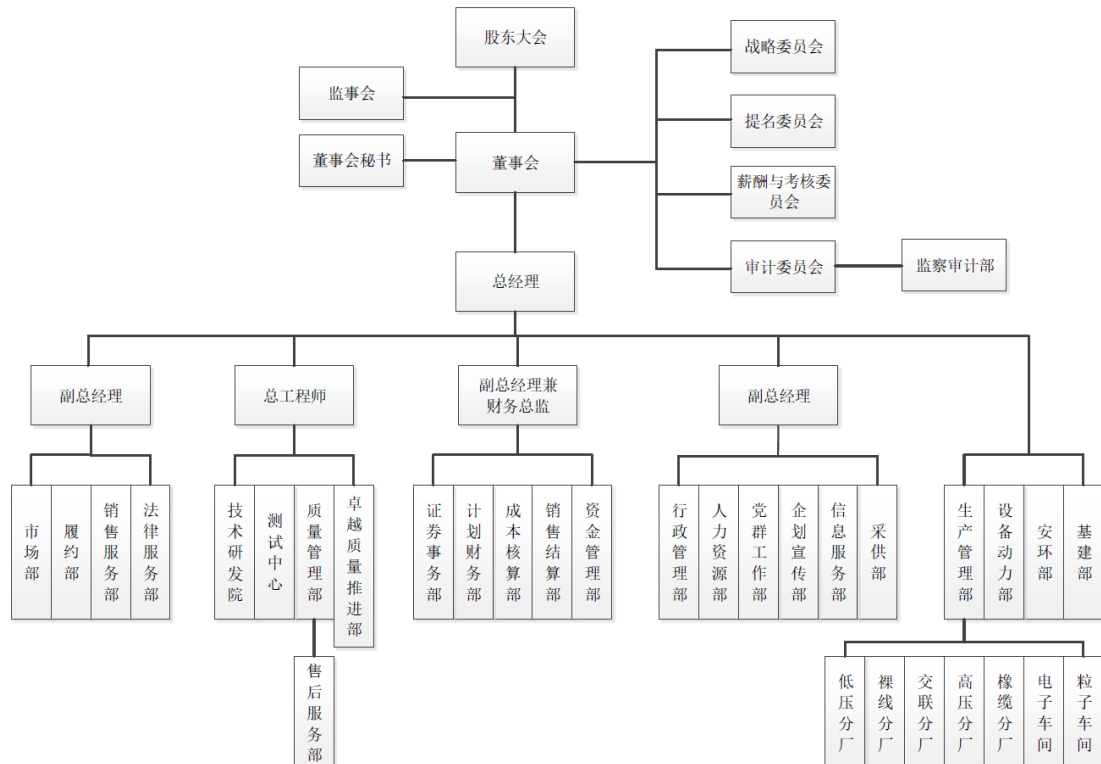 股东大会
战略委员会
监事会
提名委员会
董事会秘书
董事会
薪酬与考核委
员会
审计委员会
监察审计部
总经理
副总经理
总工程师
副总经理兼
财务总监
副总经理
市场部
履约部
销售服务部
法律服务部
技术研发院
测试中心
质量管理部
卓越质量推进部
证券事务部
计划财务部
成本核算部
销售结算部
资金管理部
行政管理部
人力资源部
党群工作部
企划宣传部
信息服务部
采供部
生产管理部
设备动力部
安环部
基建部
售后服务部
低压分厂
裸线分厂
交联分厂
高压分厂
橡缆分厂
电子车间
粒子车间